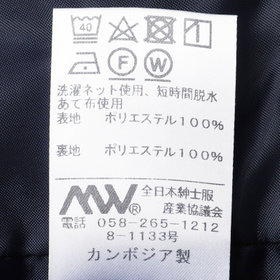 40
1
F W
洗濯ネット使用、短時間脱水
あて布使用
表地 ポリエステル100%
裏地 ポリエステル100%
MW® 全日本紳士服
産業協議会
電話 058-265-1212
8-1133号
カンボジア製